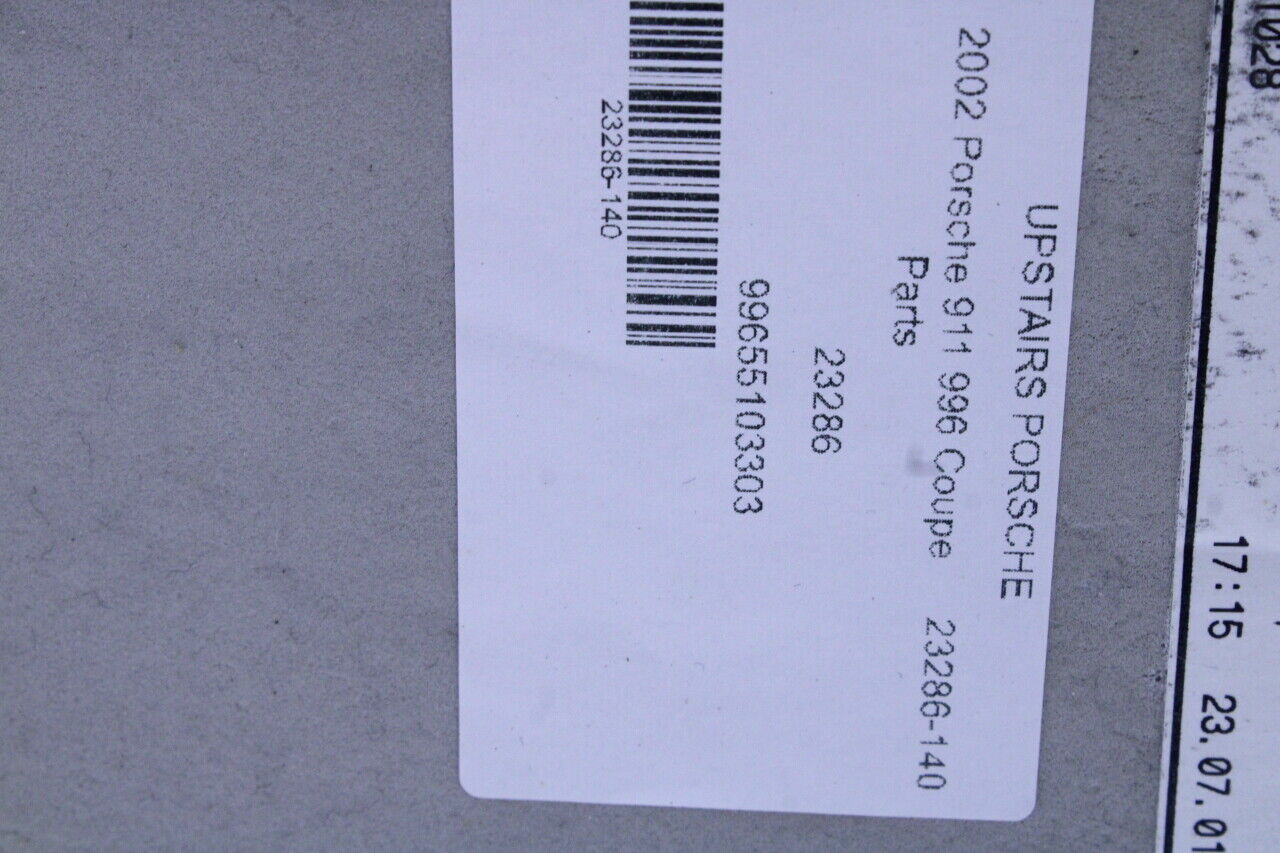 UPSTAIRS PORSCHE
2002 Porsche 911 996 Coupe 23286-140
Parts
23286
99655103303
23286-140
1028
17:15 23.07.01